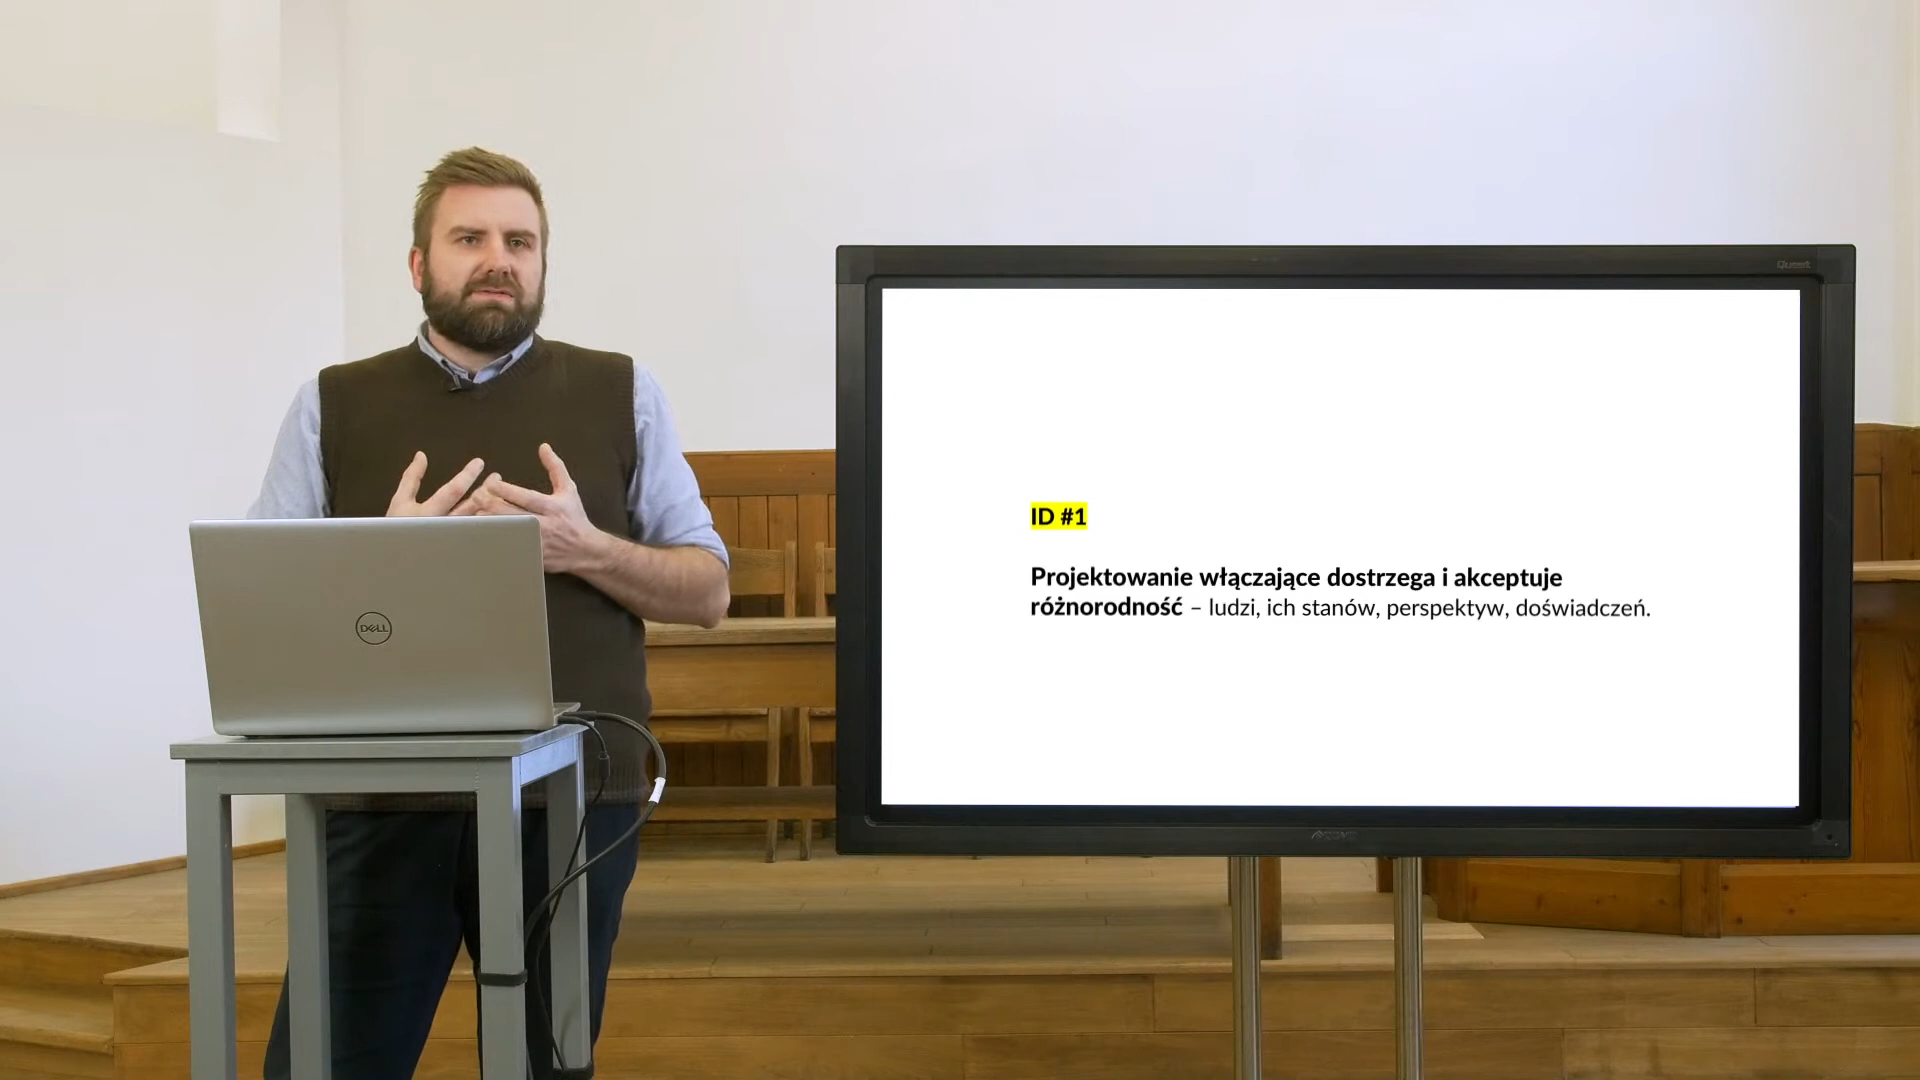 ID #1
Projektowanie włączające dostrzega i akceptuje
różnorodność – ludzi, ich stanów, perspektyw, doświadczeń.
DELL